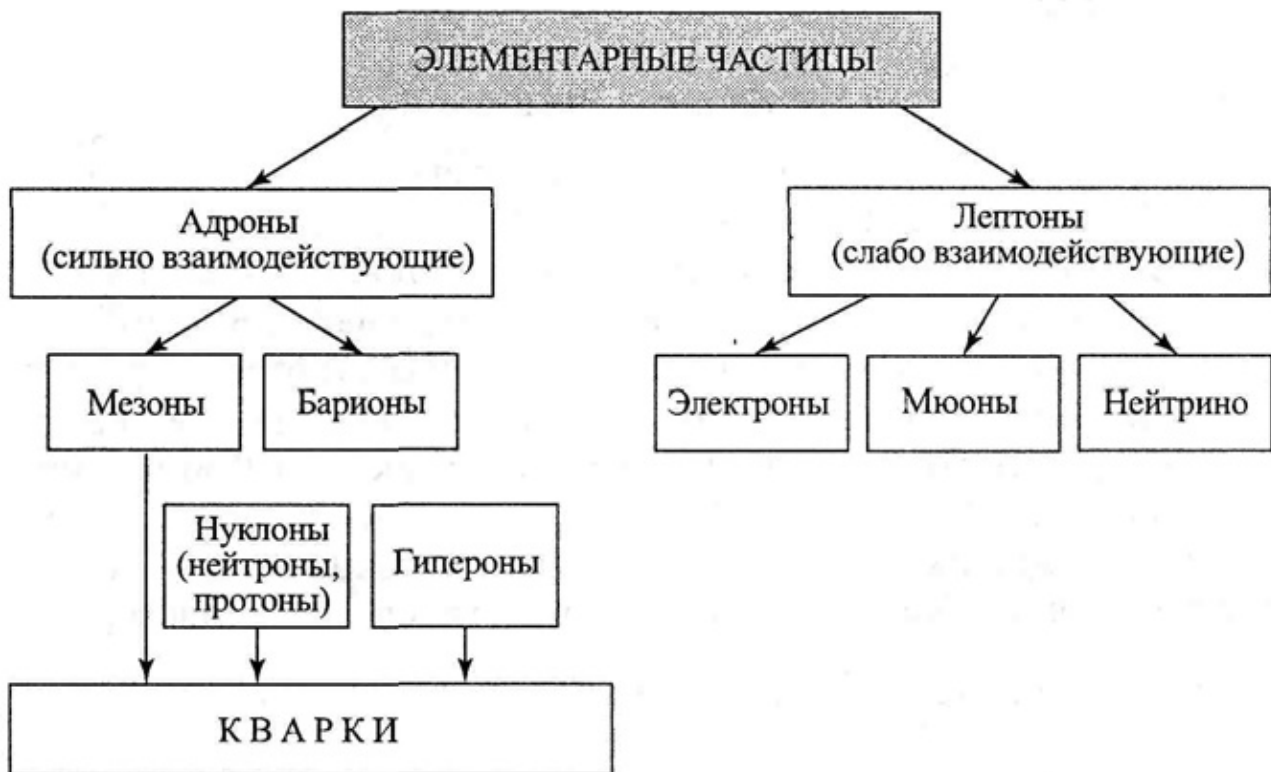 ЭЛЕМЕНТАРНЫЕ ЧАСТИЦЫ
Адроны
(сильно взаимодействующие)
Лептоны
(слабо взаимодействующие)
Мезоны
Барионы
Электроны
Мюоны
Нейтрино
Нуклоны
(нейтроны,
протоны)
Гипероны
КВАРКИ